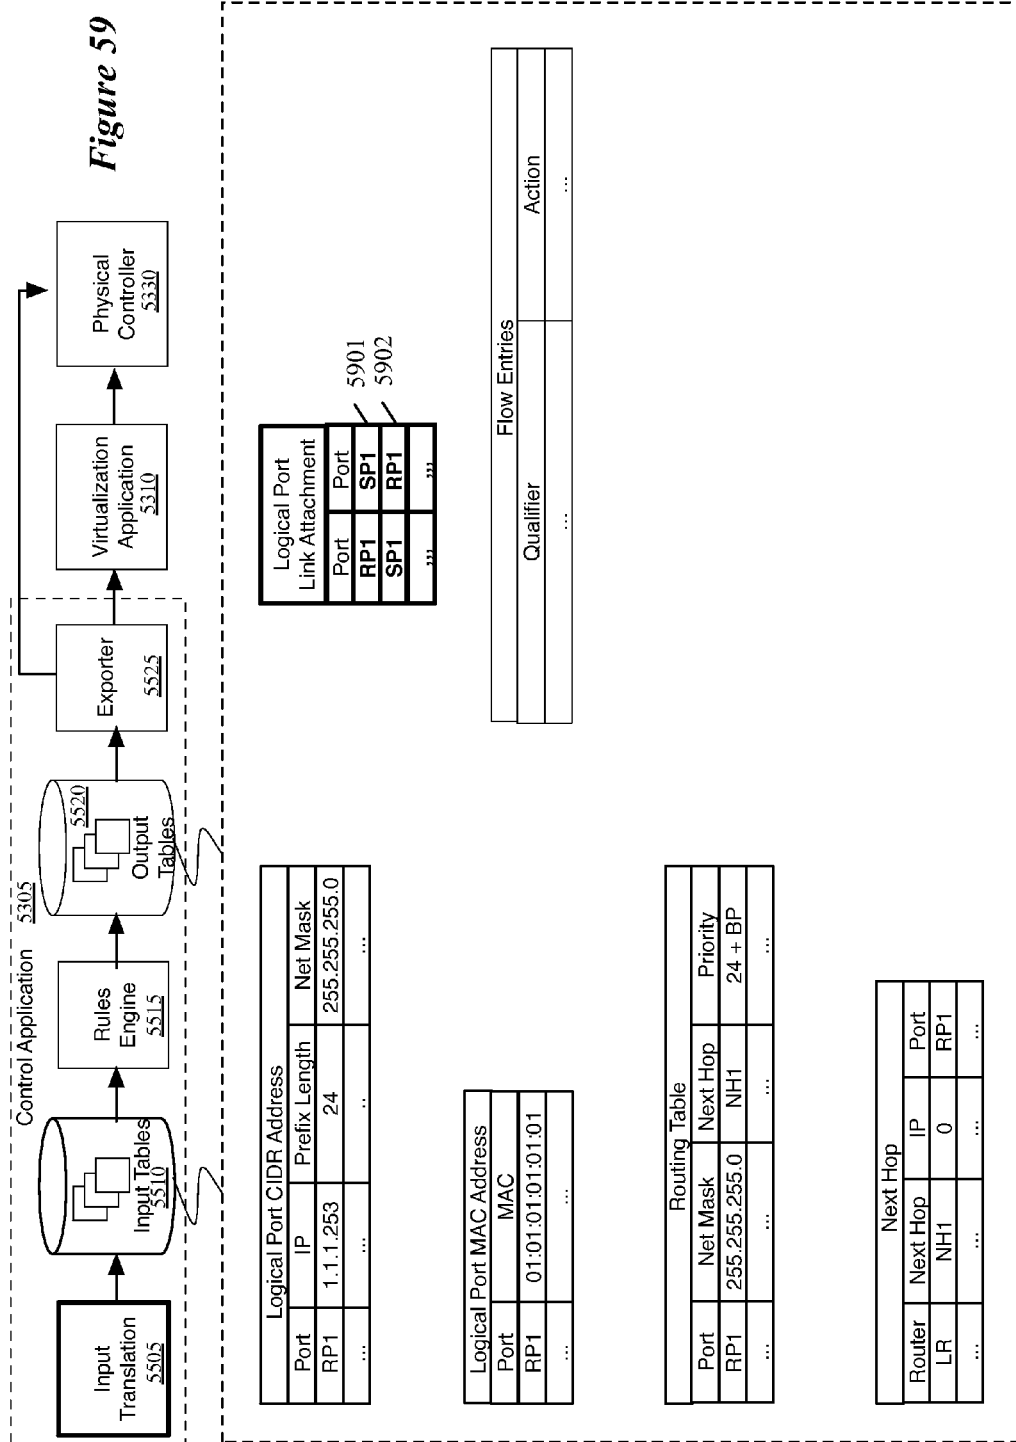 Figure 59
Control Application
5305
Input
Translation
5505
Input Tables
5510
Rules
Engine
5515
5520
Output
Tables
Exporter
5525
Virtualization
Application
5310
Physical
Controller
5330
Logical Port CIDR Address
Port IP Prefix Length Net Mask
RP1 1.1.1.253 24 255.255.255.0
... ... .. ...
Logical Port
Link Attachment
Port Port
RP1 SP1 5901
SP1 RP1 5902
,,, ,,,
Logical Port MAC Address
Port MAC
RP1 01:01:01:01:01:01
... ...
Flow Entries
Qualifier Action
... ...
Routing Table
Port Net Mask Next Hop Priority
RP1 255.255.255.0 NH1 24 + BP
... ... ... ...
Next Hop
Router Next Hop IP Port
LR NH1 0 RP1
... ... ... ...